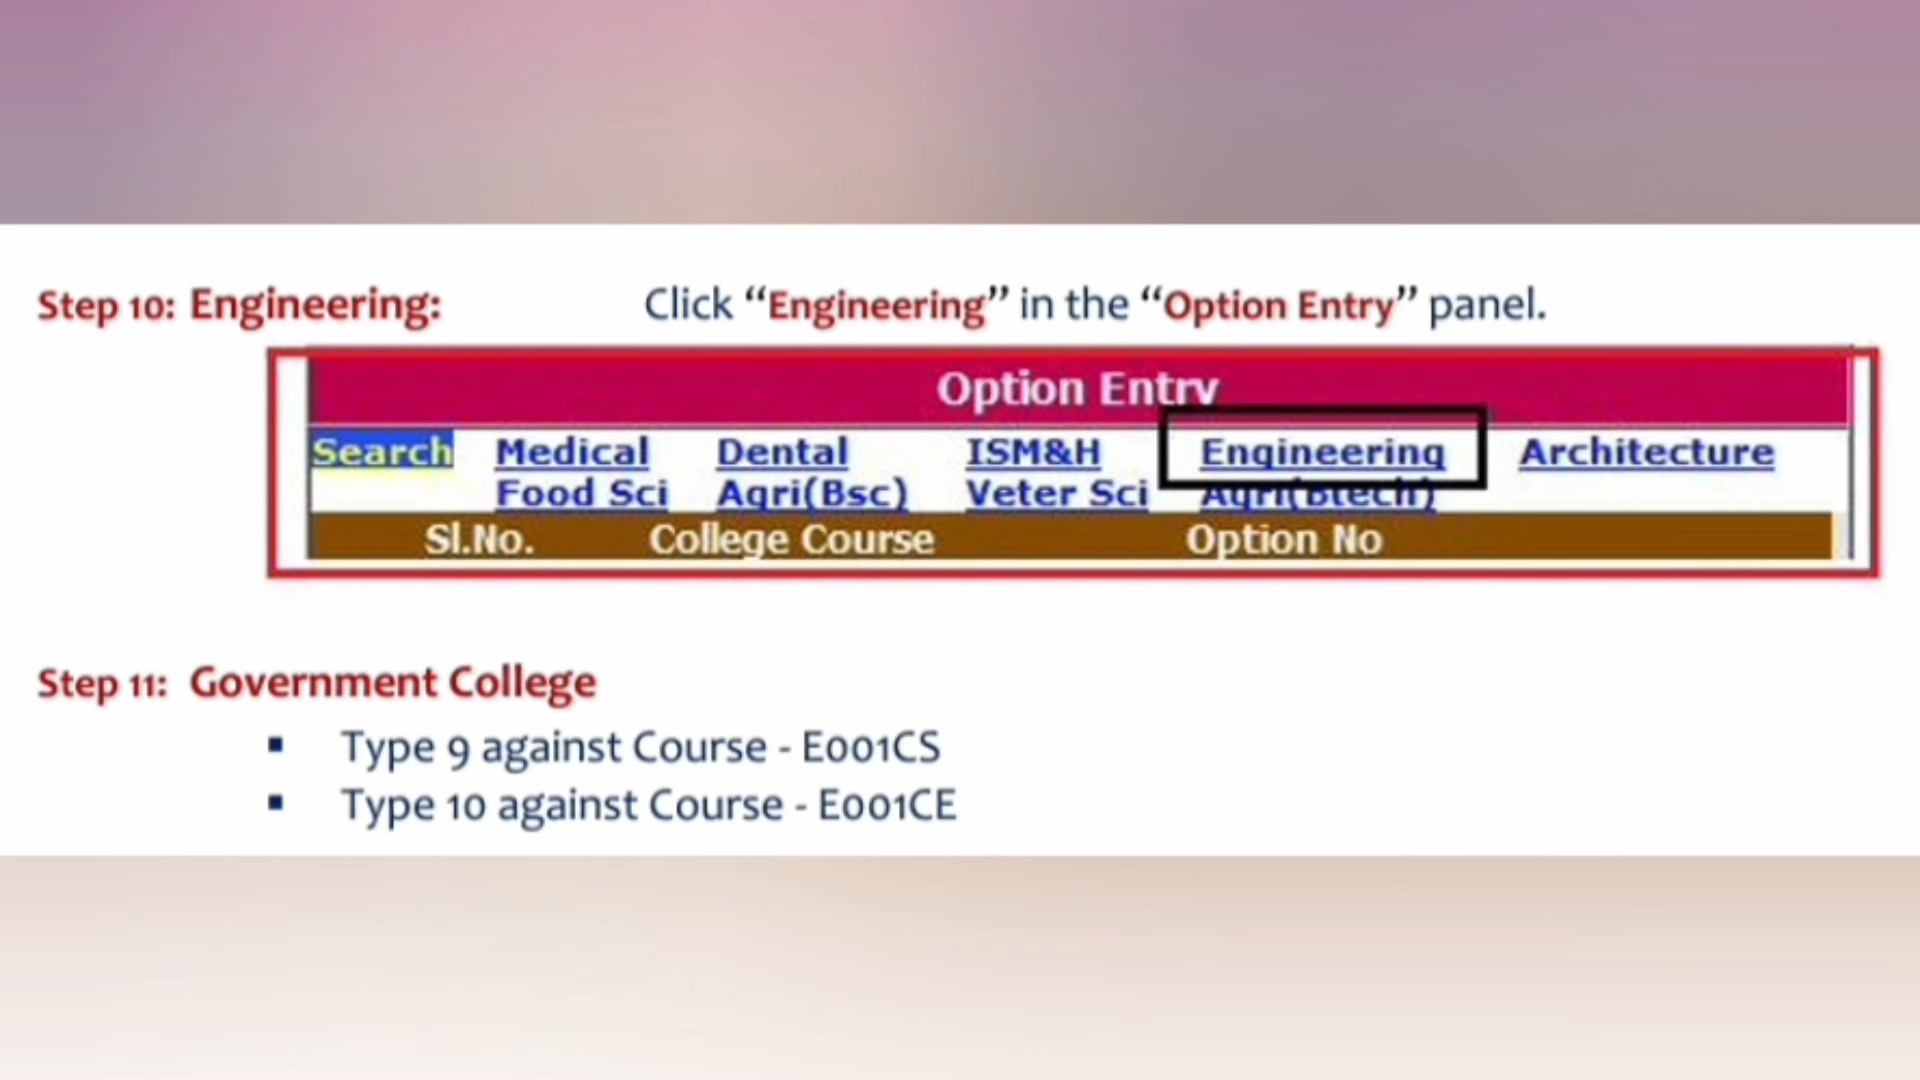 Step 10: Engineering: Click “Engineering” in the “Option Entry” panel.
Option Entry
Search Medical Dental ISM&H Engineering Architecture
Food Sci Agri(Bsc) Veter Sci Agri(Btech)
Sl.No. College Course Option No
Step 11: Government College
▪ Type 9 against Course - E001CS
▪ Type 10 against Course - E001CE